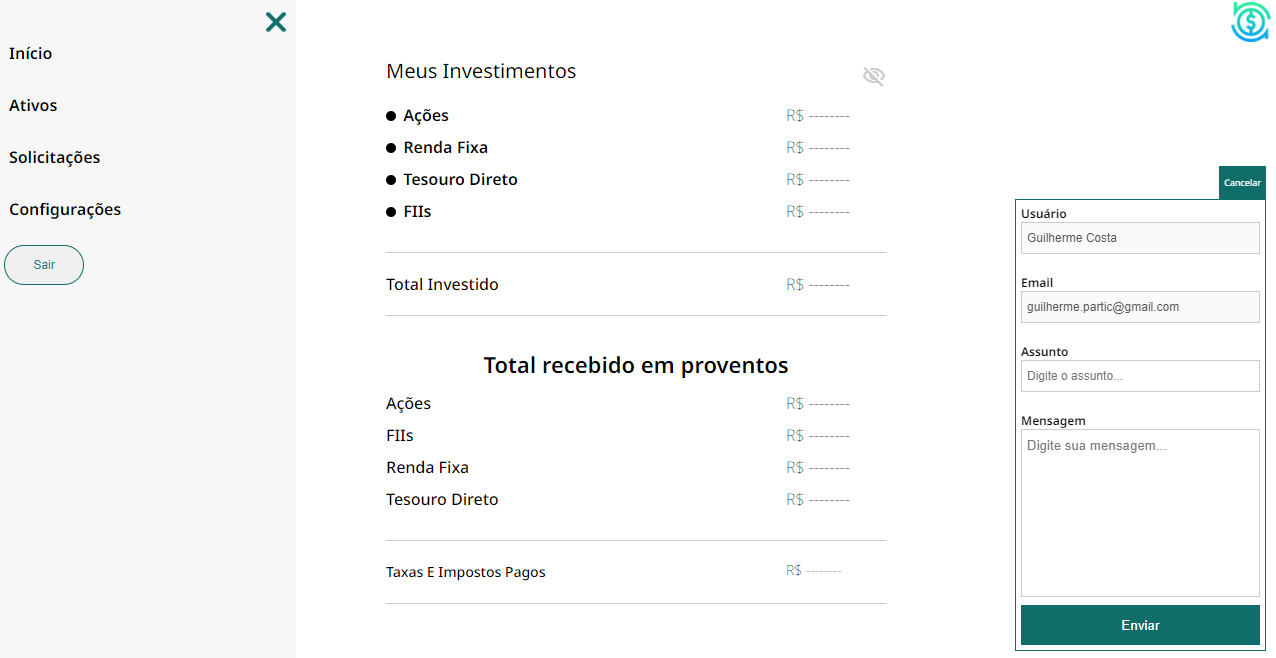 Início
Ativos
Solicitações
Configurações
Sair
Meus Investimentos
Ações R$ --------
Renda Fixa R$ --------
Tesouro Direto R$ --------
FIIs R$ --------
Total Investido R$ --------
Total recebido em proventos
Ações R$ --------
FIIs R$ --------
Renda Fixa R$ --------
Tesouro Direto R$ --------
Taxas E Impostos Pagos R$ --------
Cancelar
Usuário
Guilherme Costa
Email
guilherme.partic@gmail.com
Assunto
Digite o assunto...
Mensagem
Digite sua mensagem...
Enviar